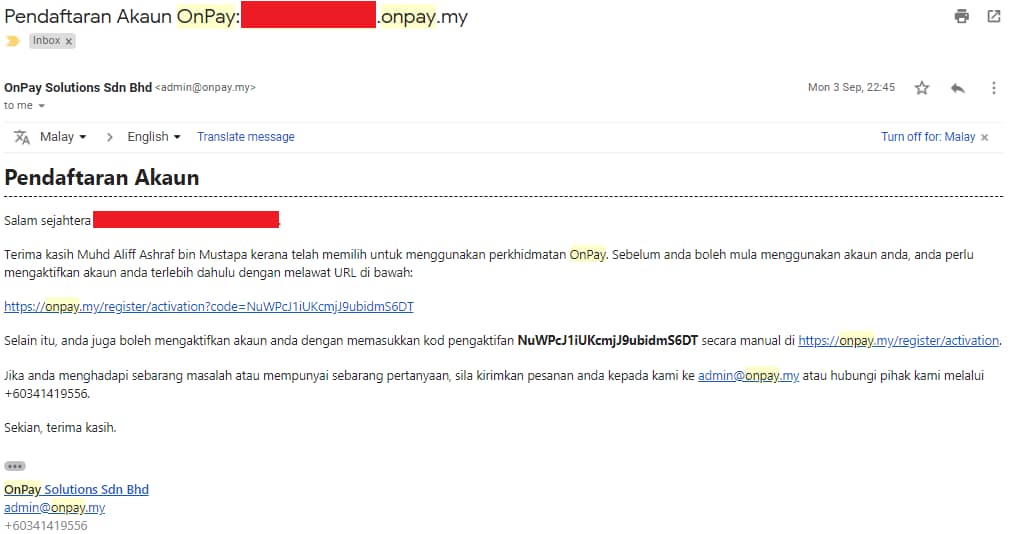 Pendaftaran Akaun OnPay: .onpay.my
Inbox x
OnPay Solutions Sdn Bhd <admin@onpay.my>
Mon 3 Sep, 22:45
to me
Malay > English Translate message
Turn off for: Malay x
Pendaftaran Akaun
Salam sejahtera
Terima kasih Muhd Aliff Ashraf bin Mustapa kerana telah memilih untuk menggunakan perkhidmatan OnPay. Sebelum anda boleh mula menggunakan akaun anda, anda perlu
mengaktifkan akaun anda terlebih dahulu dengan melawat URL di bawah:
https://onpay.my/register/activation?code=NuWPcJ1iUKcmjJ9ubidmS6DT
Selain itu, anda juga boleh mengaktifkan akaun anda dengan memasukkan kod pengaktifan NuWPcJ1iUKcmjJ9ubidmS6DT secara manual di https://onpay.my/register/activation.
Jika anda menghadapi sebarang masalah atau mempunyai sebarang pertanyaan, sila kirimkan pesanan anda kepada kami ke admin@onpay.my atau hubungi pihak kami melalui
+60341419556.
Sekian, terima kasih.
OnPay Solutions Sdn Bhd
admin@onpay.my
+60341419556